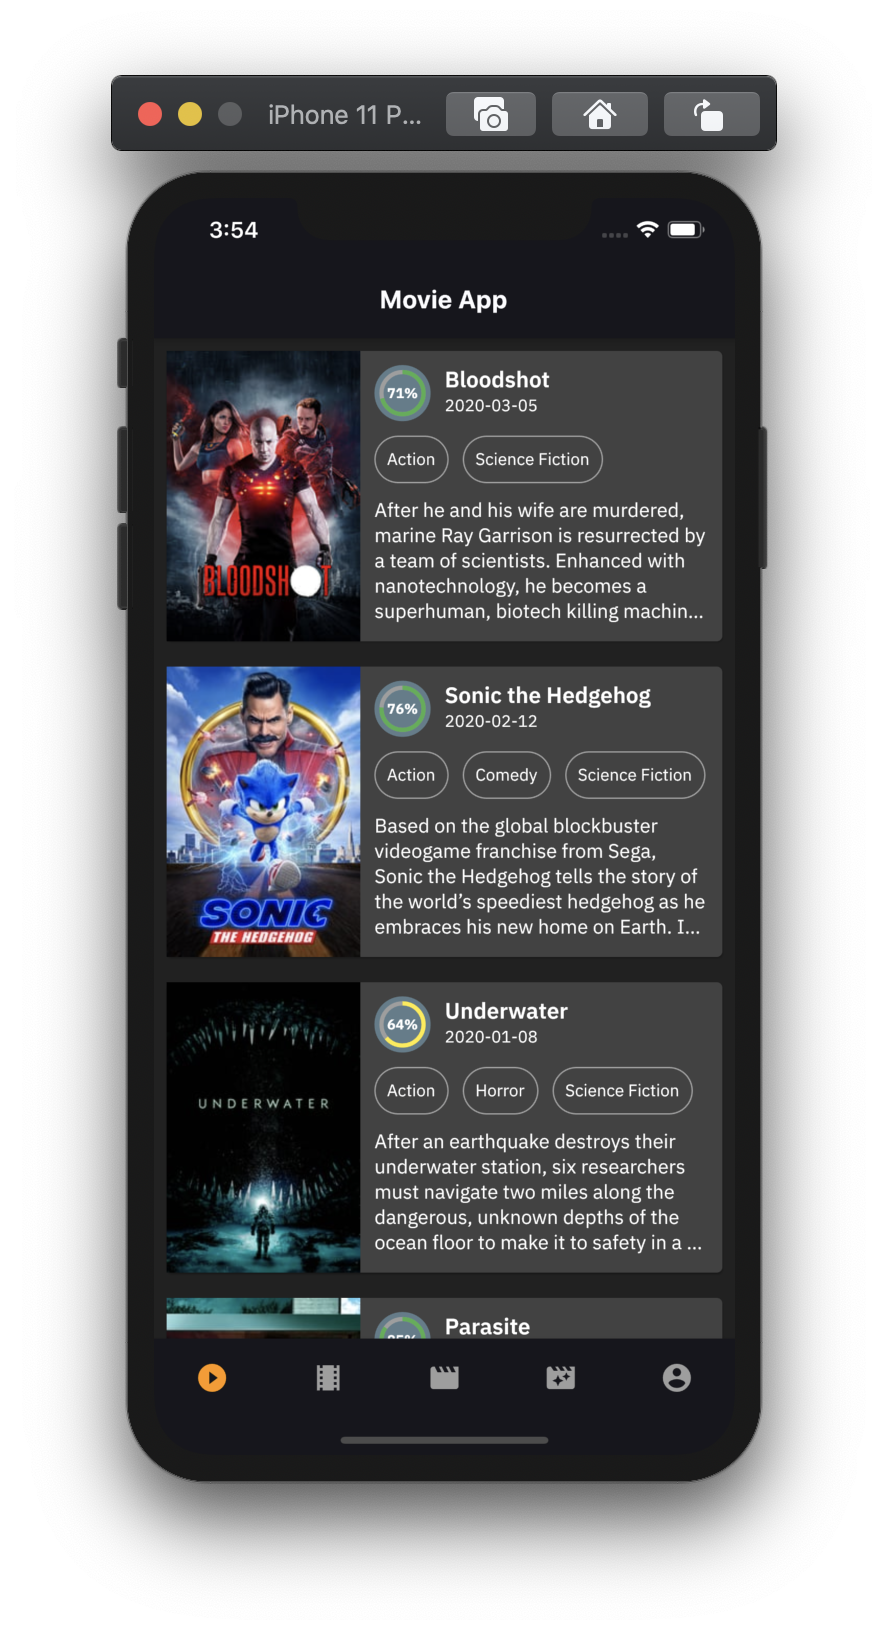 iPhone 11 P...
3:54
Movie App
BLOODSHOT
71%
Bloodshot
2020-03-05
Action
Science Fiction
After he and his wife are murdered,
marine Ray Garrison is resurrected by
a team of scientists. Enhanced with
nanotechnology, he becomes a
superhuman, biotech killing machin...
SONIC
THE HEDGEHOG
76%
Sonic the Hedgehog
2020-02-12
Action
Comedy
Science Fiction
Based on the global blockbuster
videogame franchise from Sega,
Sonic the Hedgehog tells the story of
the world’s speediest hedgehog as he
embraces his new home on Earth. I...
UNDERWATER
64%
Underwater
2020-01-08
Action
Horror
Science Fiction
After an earthquake destroys their
underwater station, six researchers
must navigate two miles along the
dangerous, unknown depths of the
ocean floor to make it to safety in a ...
Parasite